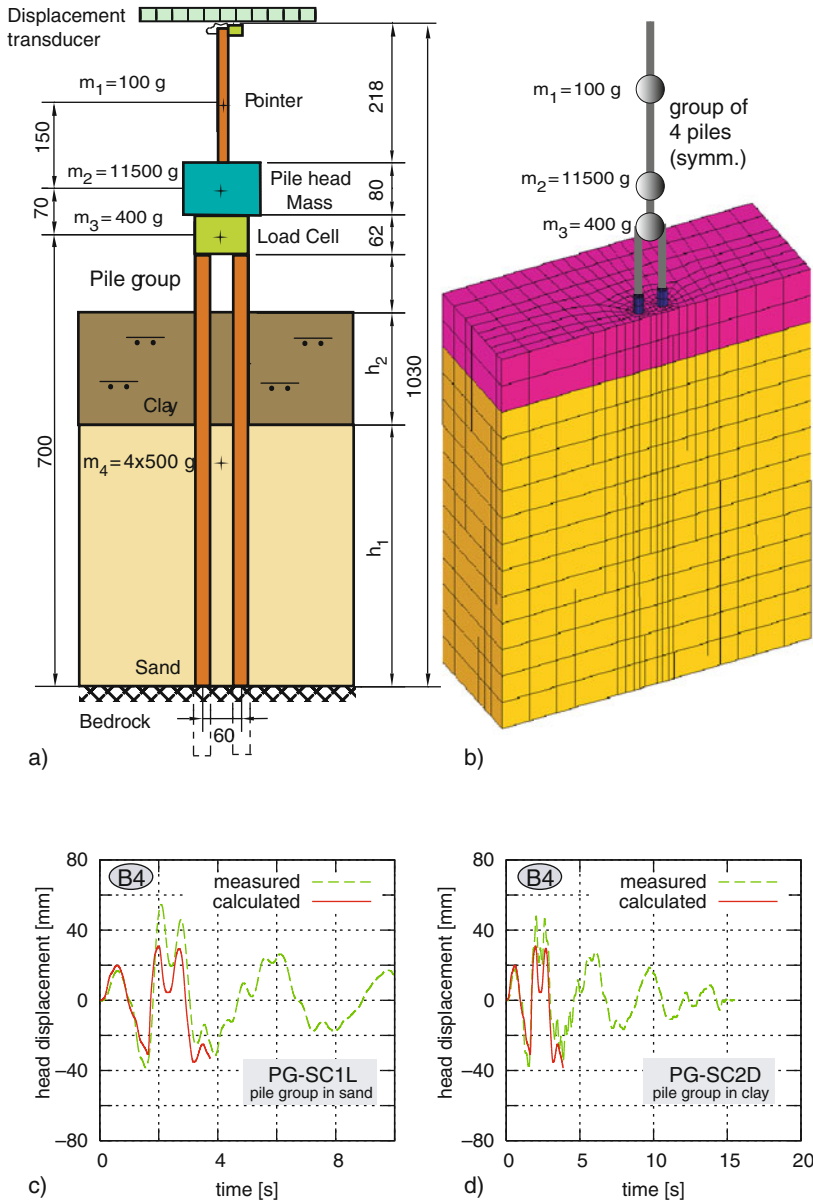 Displacement
transducer
m1=100 g
Pointer
218
150
m2= 11500 g
Pile head
Mass
80
70
m3= 400 g
Load Cell
62
Pile group
h2
Clay
1030
700
m4= 4x500 g
h1
Sand
Bedrock
60
a)
m1=100 g
group of
4 piles
(symm.)
m2=11500 g
m3=400 g
b)
80
40
0
−40
−80
head displacement [mm]
B4
measured
calculated
PG-SC1L
pile group in sand
0 4 8
time [s]
c)
80
40
0
−40
−80
head displacement [mm]
B4
measured
calculated
PG-SC2D
pile group in clay
0 5 10 15 20
time [s]
d)